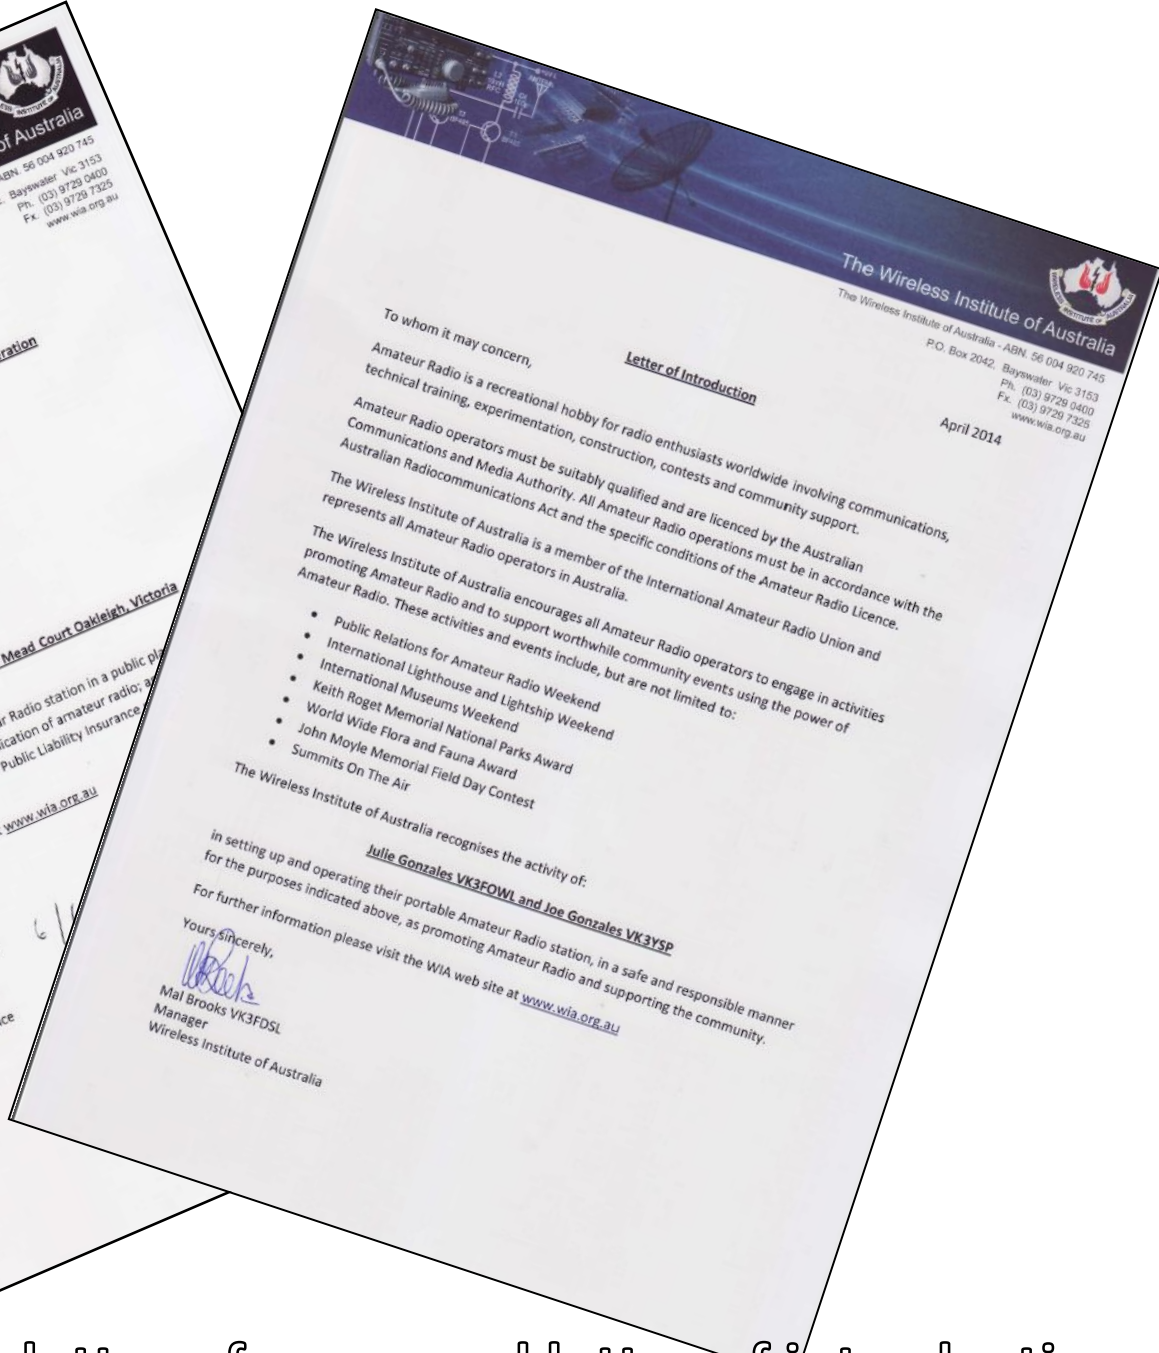 of Australia
ABN. 56 004 920 745
Bayswater Vic 3153
Ph. (03) 9729 0400
Fx. (03) 9729 7325
www.wia.org.au
Mead Court Oakleigh, Victoria
Radio station in a public
of amateur radio;
Public Liability Insurance
www.wia.org.au
The Wireless Institute of Australia
The Wireless Institute of Australia - ABN. 56 004 920 745
P.O. Box 2042, Bayswater Vic 3153
Ph. (03) 9729 0400
Fx. (03) 9729 7325
www.wia.org.au
Letter of Introduction
April 2014
To whom it may concern,
Amateur Radio is a recreational hobby for radio enthusiasts worldwide involving communications,
technical training, experimentation, construction, contests and community support.
Amateur Radio operators must be suitably qualified and are licenced by the Australian
Communications and Media Authority. All Amateur Radio operations must be in accordance with the
Australian Radiocommunications Act and the specific conditions of the Amateur Radio Licence.
The Wireless Institute of Australia is a member of the International Amateur Radio Union and
represents all Amateur Radio operators in Australia.
The Wireless Institute of Australia encourages all Amateur Radio operators to engage in activities
promoting Amateur Radio and to support worthwhile community events using the power of
Amateur Radio. These activities and events include, but are not limited to:
• Public Relations for Amateur Radio Weekend
• International Lighthouse and Lightship Weekend
• International Museums Weekend
• Keith Roget Memorial National Parks Award
• World Wide Flora and Fauna Award
• John Moyle Memorial Field Day Contest
• Summits On The Air
The Wireless Institute of Australia recognises the activity of:
Julie Gonzales VK3FOWL and Joe Gonzales VK3YSP
in setting up and operating their portable Amateur Radio station, in a safe and responsible manner
for the purposes indicated above, as promoting Amateur Radio and supporting the community.
For further information please visit the WIA web site at www.wia.org.au
Yours sincerely,
Mal Brooks VK3FDSL
Manager
Wireless Institute of Australia